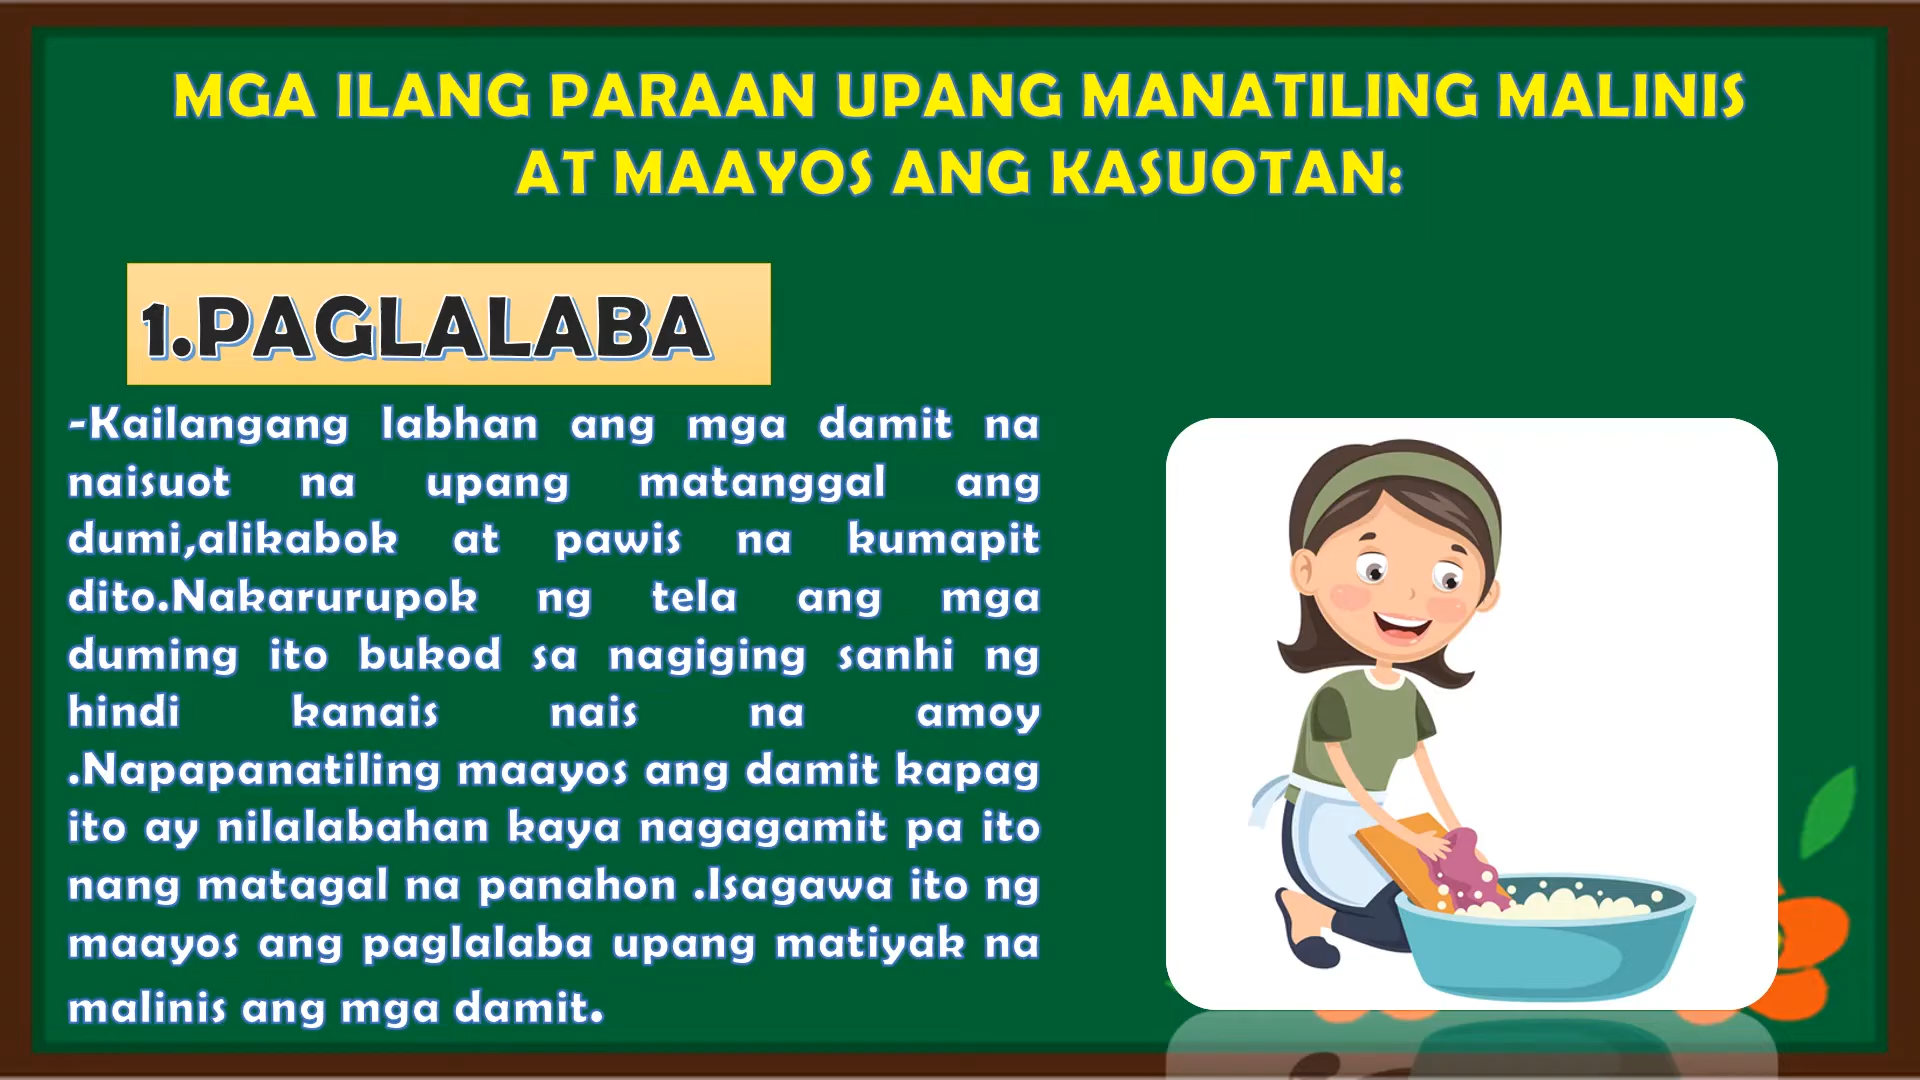 MGA ILANG PARAAN UPANG MANATILING MALINIS
AT MAAYOS ANG KASUOTAN:
1.PAGLALABA
-Kailangang labhan ang mga damit na
naisuot na upang matanggal ang
dumi,alikabok at pawis na kumapit
dito.Nakarurupok ng tela ang mga
duming ito bukod sa nagiging sanhi ng
hindi kanais nais na amoy
.Napapanatiling maayos ang damit kapag
ito ay nilalabahan kaya nagagamit pa ito
nang matagal na panahon .Isagawa ito ng
maayos ang paglalaba upang matiyak na
malinis ang mga damit.